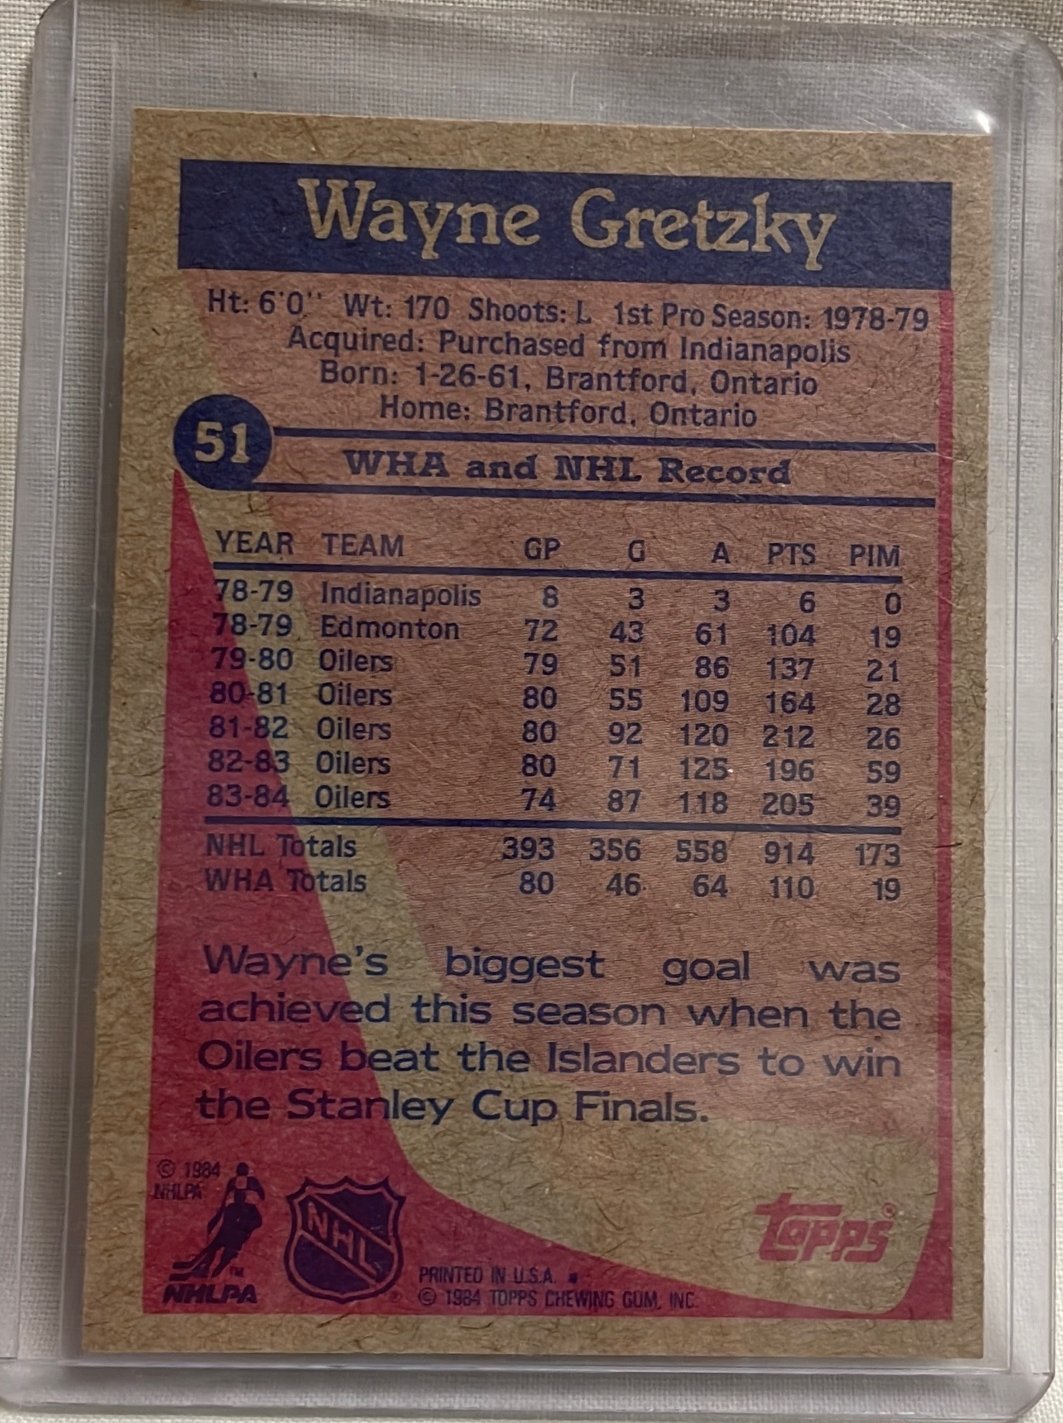 Wayne Gretzky
Ht: 6'0'' Wt: 170 Shoots: L 1st Pro Season: 1978-79
Acquired: Purchased from Indianapolis
Born: 1-26-61, Brantford, Ontario
Home: Brantford, Ontario
51
WHA and NHL Record
YEAR TEAM GP G A PTS PIM
78-79 Indianapolis 8 3 3 6 0
78-79 Edmonton 72 43 61 104 19
79-80 Oilers 79 51 86 137 21
80-81 Oilers 80 55 109 164 28
81-82 Oilers 80 92 120 212 26
82-83 Oilers 80 71 125 196 59
83-84 Oilers 74 87 118 205 39
NHL Totals 393 356 558 914 173
WHA Totals 80 46 64 110 19
Wayne's biggest goal was
achieved this season when the
Oilers beat the Islanders to win
the Stanley Cup Finals.
© 1984
NHLPA
NHLPA
TM
NHL
topps®
PRINTED IN U.S.A.
© 1984 TOPPS CHEWING GUM, INC.